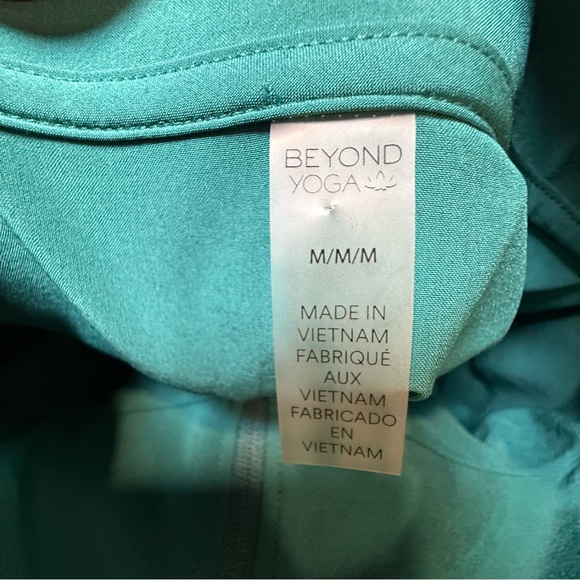 BEYOND
YOGA
M/M/M
MADE IN
VIETNAM
FABRIQUÉ
AUX
VIETNAM
FABRICADO
EN
VIETNAM